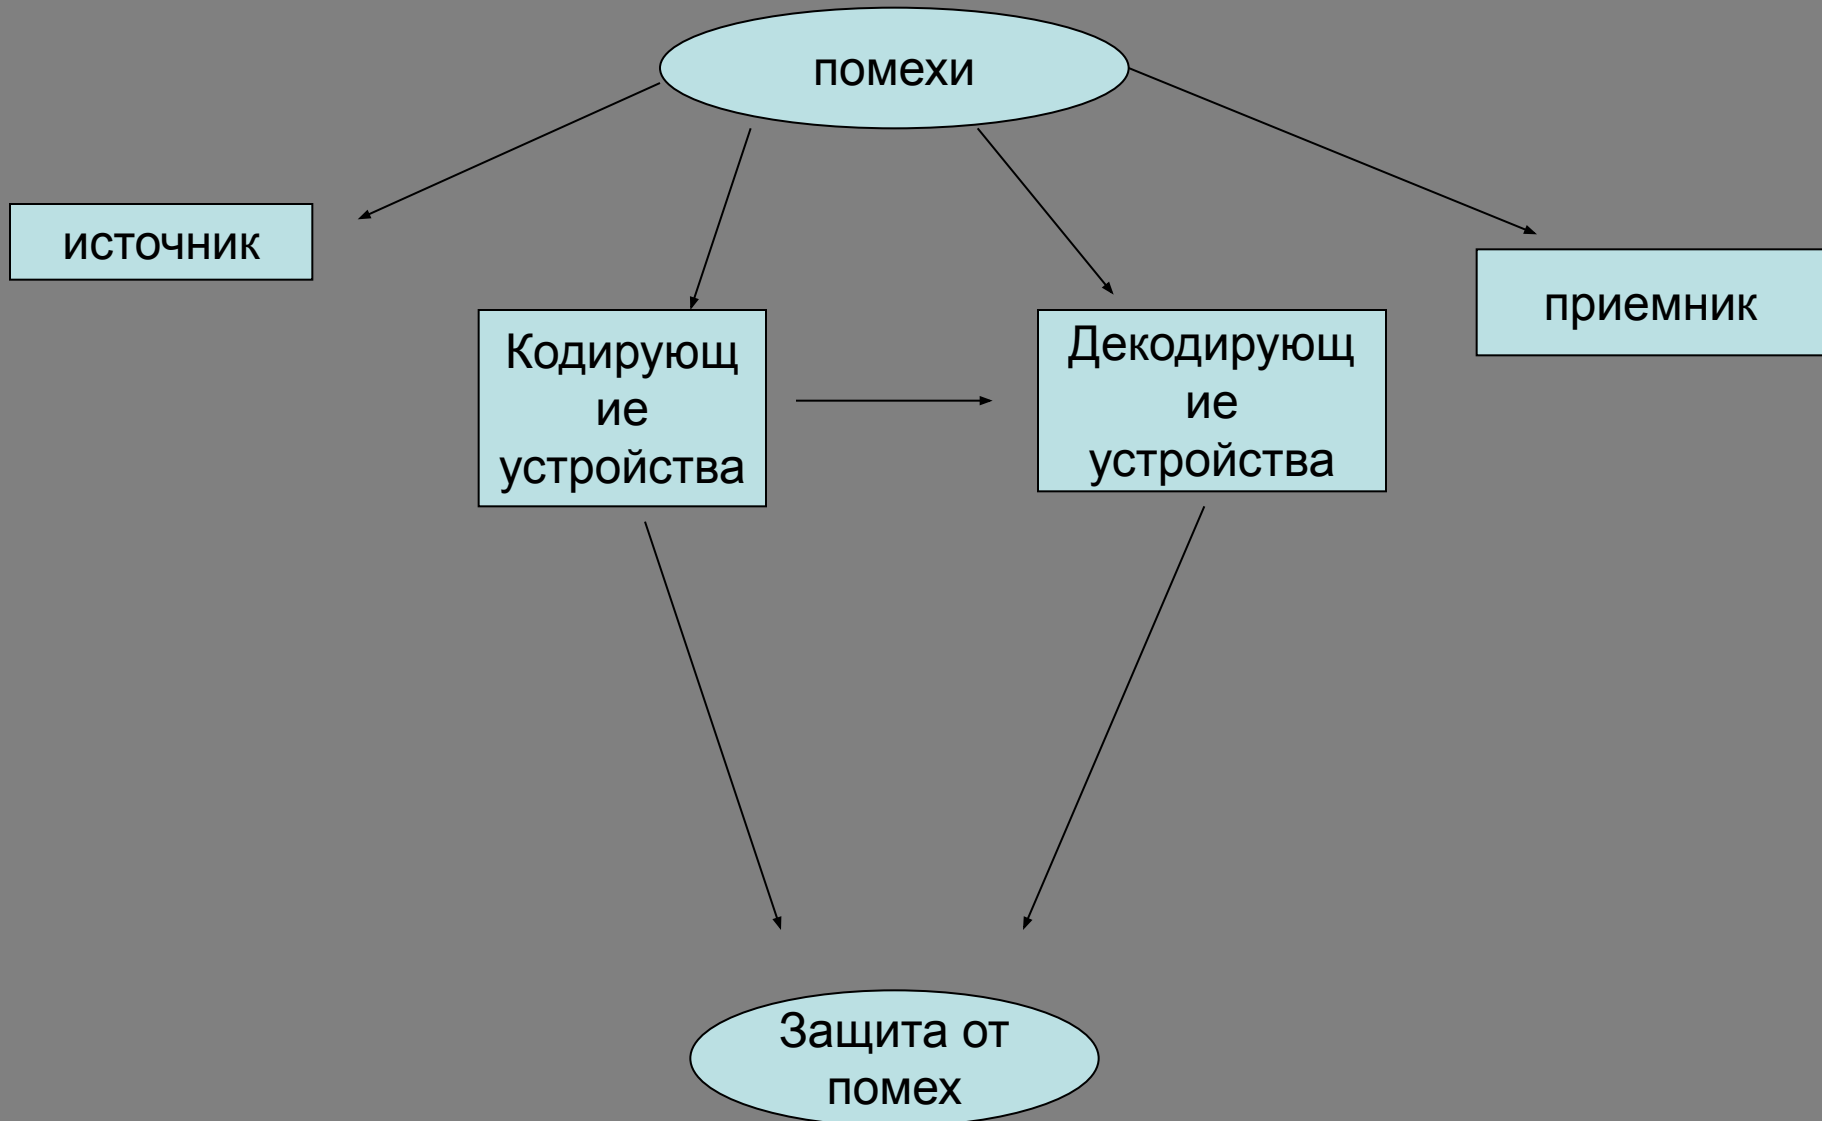 помехи
источник
приемник
Кодирующ
ие
устройства
Декодирующ
ие
устройства
Защита от
помех